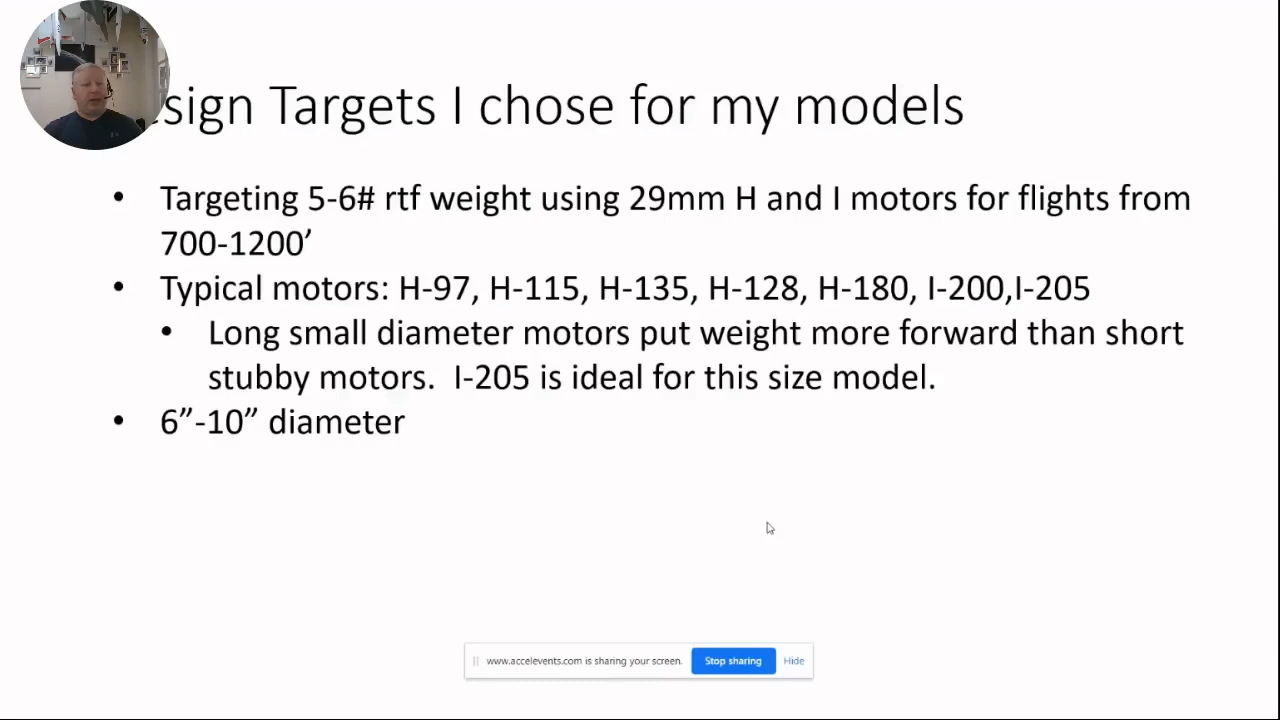 sign Targets I chose for my models
• Targeting 5-6# rtf weight using 29mm H and I motors for flights from
700-1200’
• Typical motors: H-97, H-115, H-135, H-128, H-180, I-200,I-205
• Long small diameter motors put weight more forward than short
stubby motors.  I-205 is ideal for this size model.
• 6”-10” diameter
www.accelevents.com is sharing your screen. Stop sharing Hide